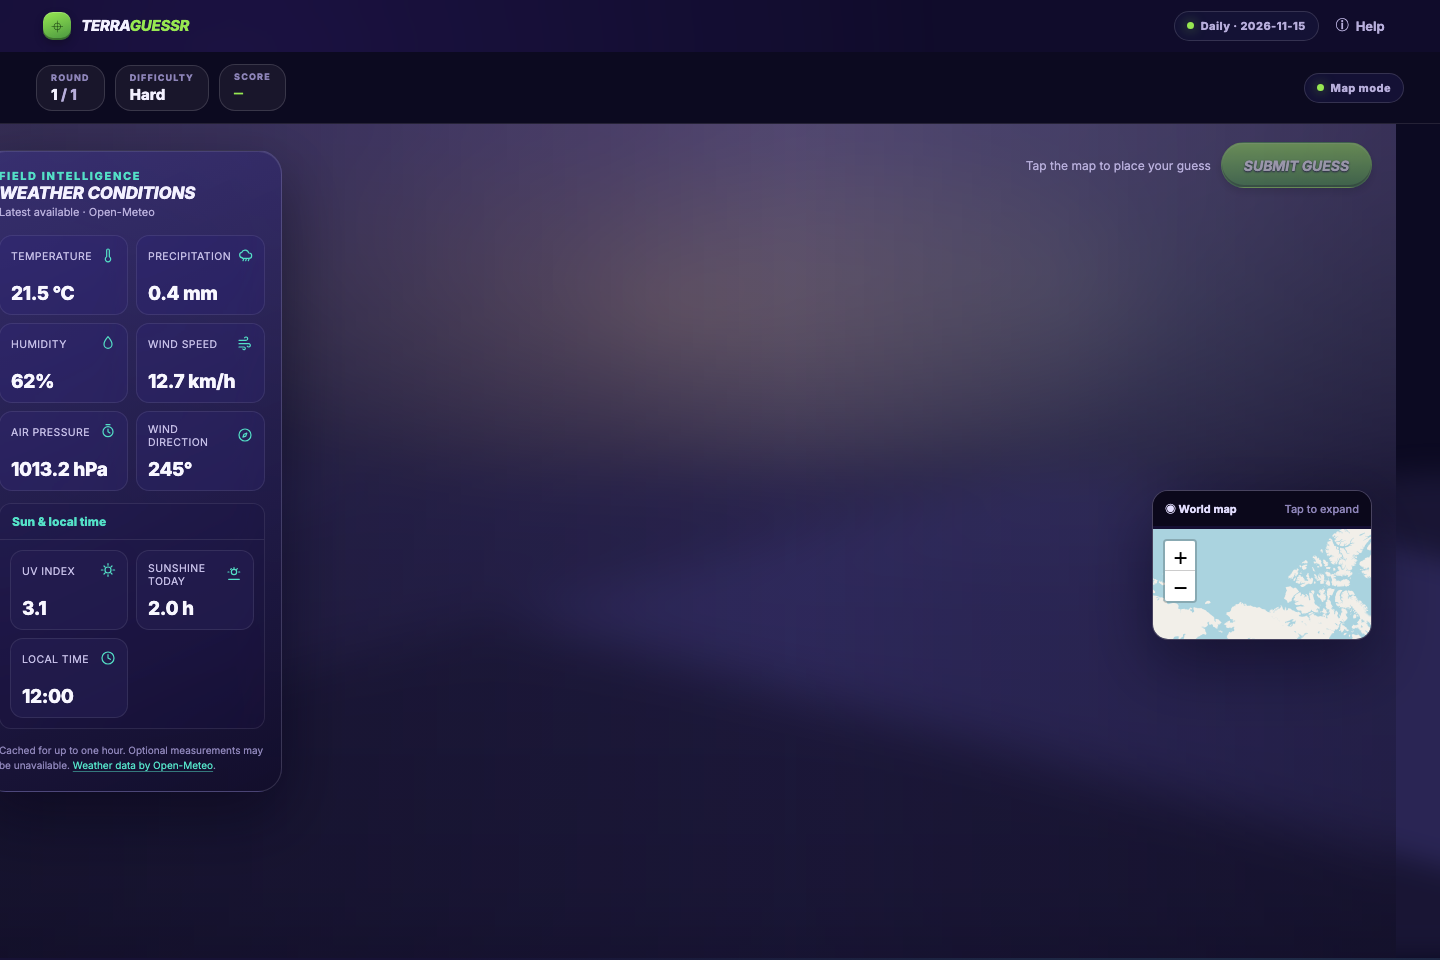 TERRAGUESSR
Daily · 2026-11-15
Help
ROUND
1 / 1
DIFFICULTY
Hard
SCORE
–
Map mode
FIELD INTELLIGENCE
WEATHER CONDITIONS
Latest available · Open-Meteo
Tap the map to place your guess
SUBMIT GUESS
TEMPERATURE
21.5 °C
PRECIPITATION
0.4 mm
HUMIDITY
62%
WIND SPEED
12.7 km/h
AIR PRESSURE
1013.2 hPa
WIND
DIRECTION
245°
Sun & local time
UV INDEX
3.1
SUNSHINE
TODAY
2.0 h
LOCAL TIME
12:00
Cached for up to one hour. Optional measurements may
be unavailable. Weather data by Open-Meteo.
World map
Tap to expand
+
−